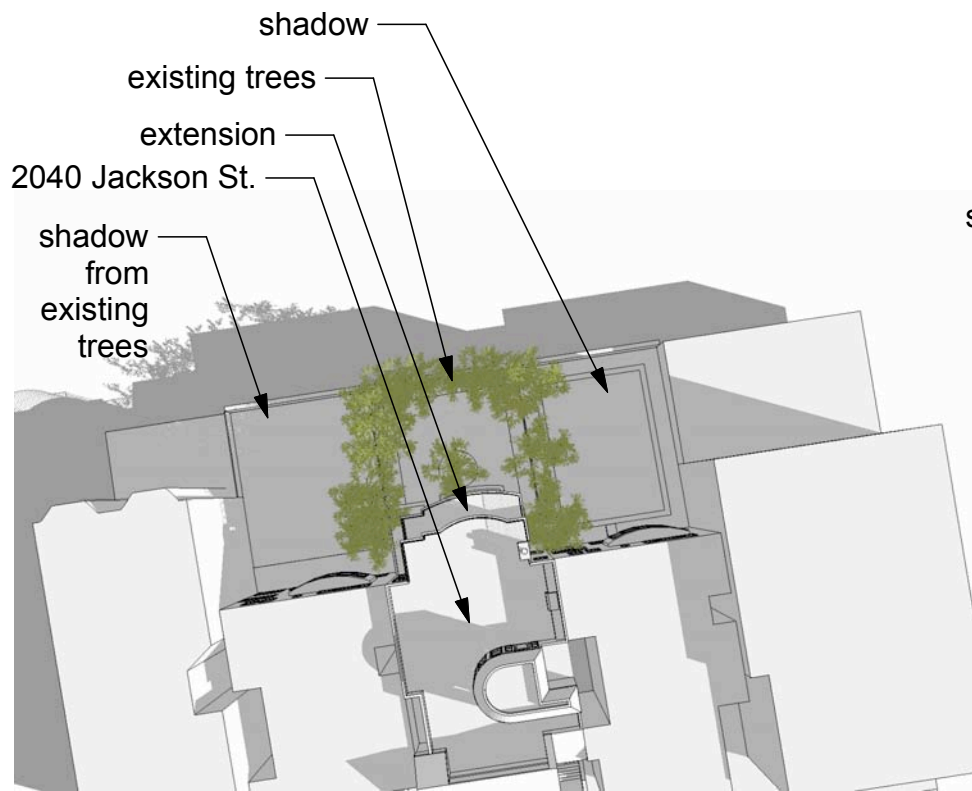 shadow
existing trees
extension
2040 Jackson St.
shadow
from
existing
trees
s